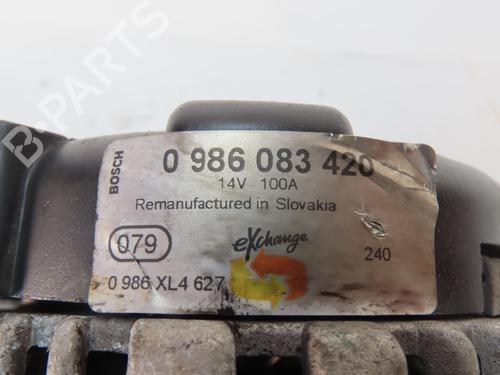 B-PARTS
BOSCH
0 986 083 420
14V 100A
Remanufactured in Slovakia
079
eXchange
240
0 986 XL4 627